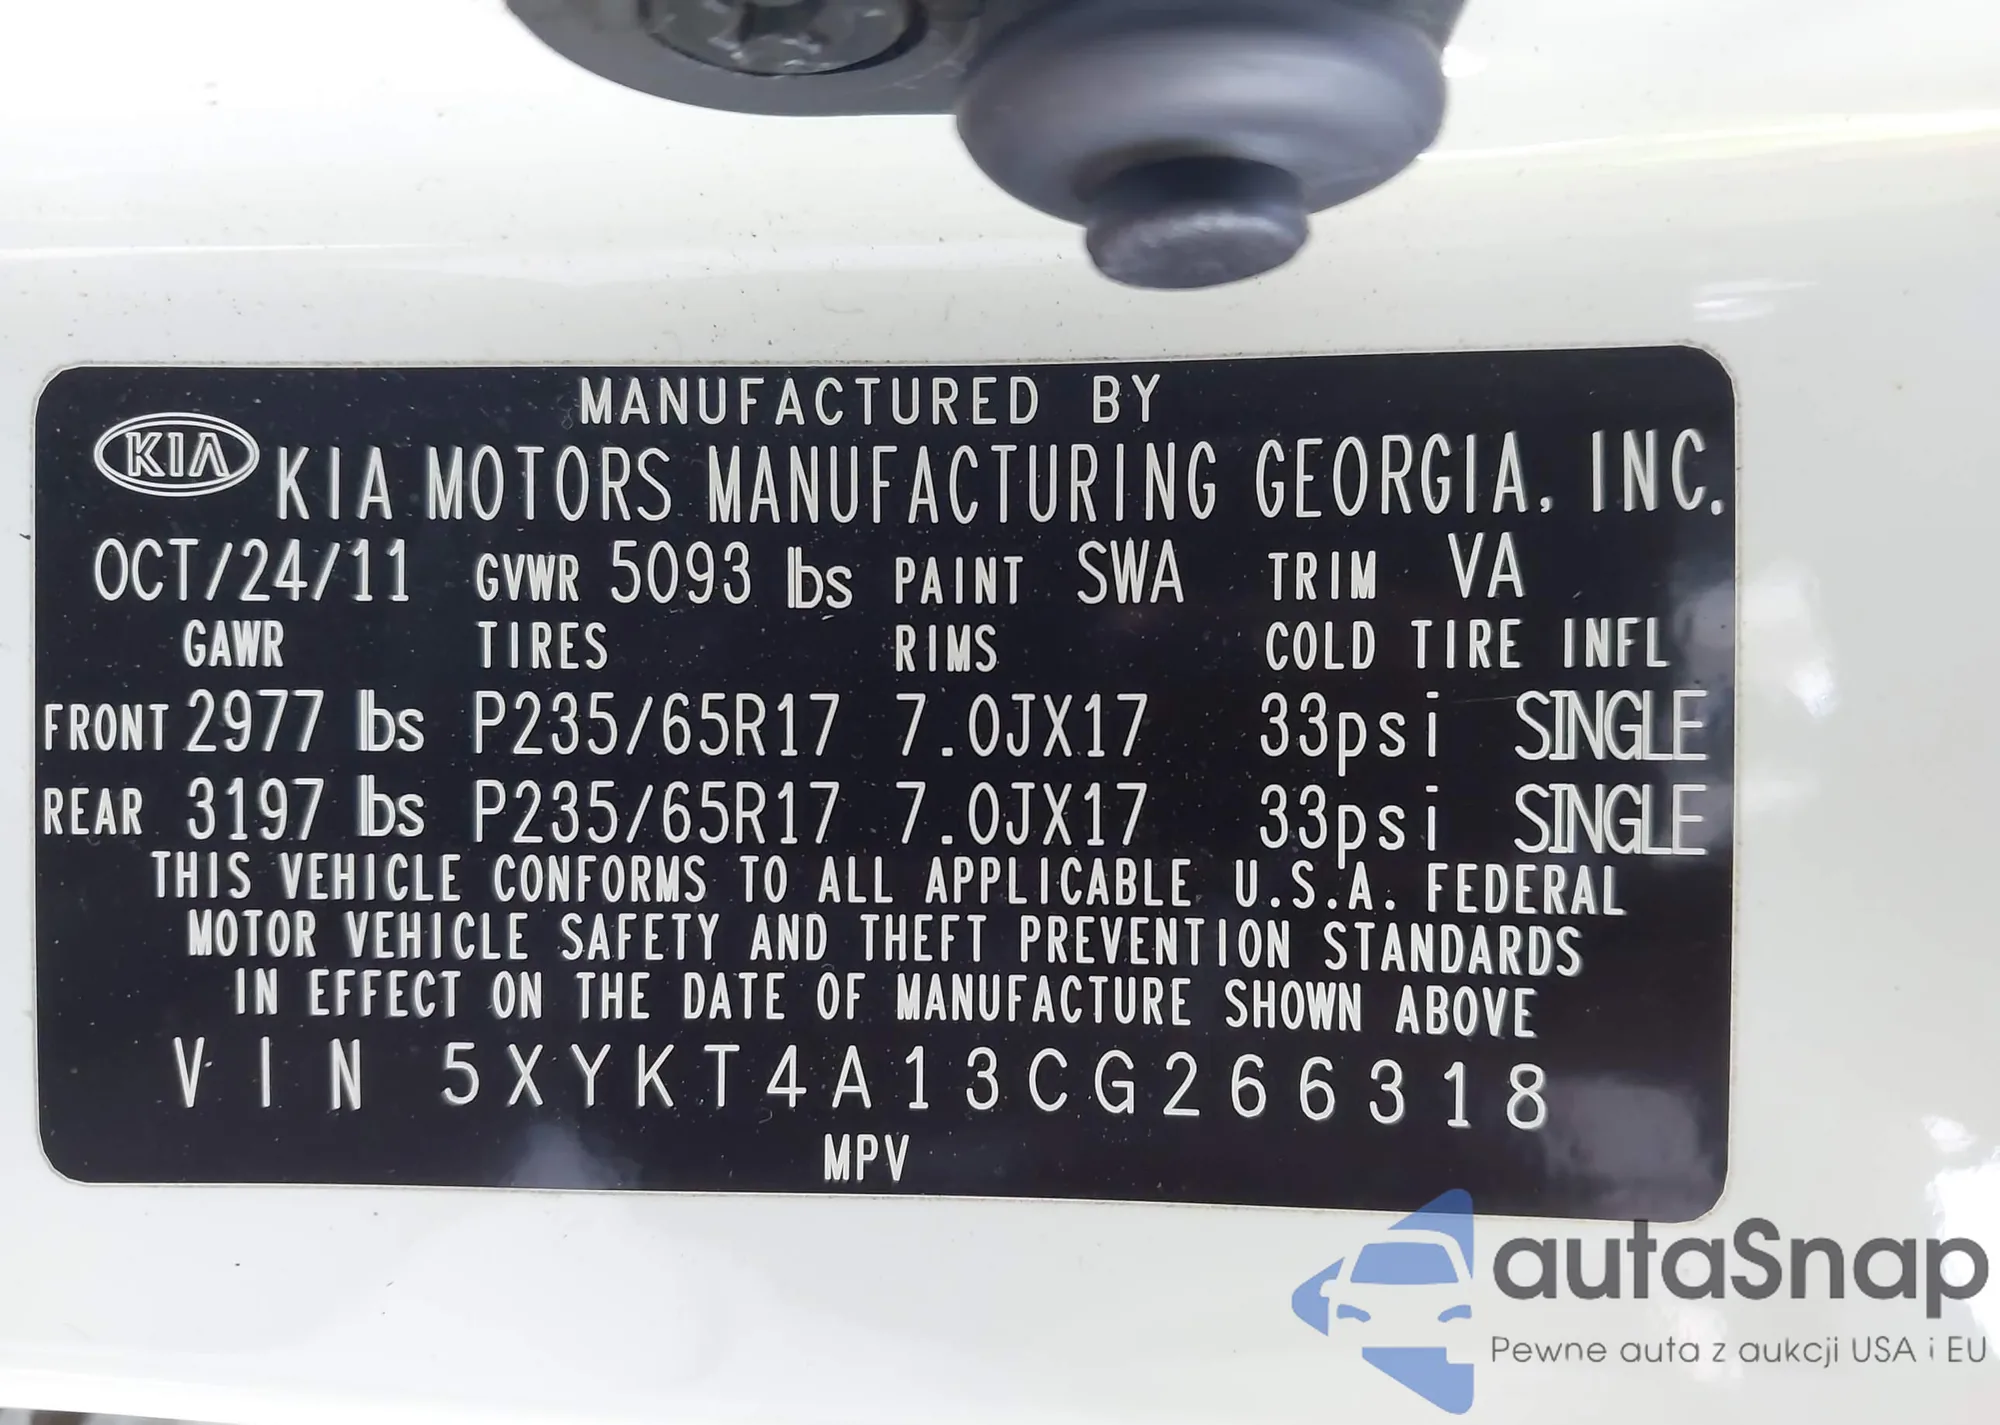 MANUFACTURED BY
KIA KIA MOTORS MANUFACTURING GEORGIA, INC.
OCT/24/11 GVWR 5093 lbs PAINT SWA TRIM VA
GAWR TIRES RIMS COLD TIRE INFL
FRONT 2977 lbs P235/65R17 7.0JX17 33psi SINGLE
REAR 3197 lbs P235/65R17 7.0JX17 33psi SINGLE
THIS VEHICLE CONFORMS TO ALL APPLICABLE U.S.A. FEDERAL
MOTOR VEHICLE SAFETY AND THEFT PREVENTION STANDARDS
IN EFFECT ON THE DATE OF MANUFACTURE SHOWN ABOVE
VIN 5XYKT4A13CG266318
MPV
autaSnap
Pewne auta z aukcji USA i EU